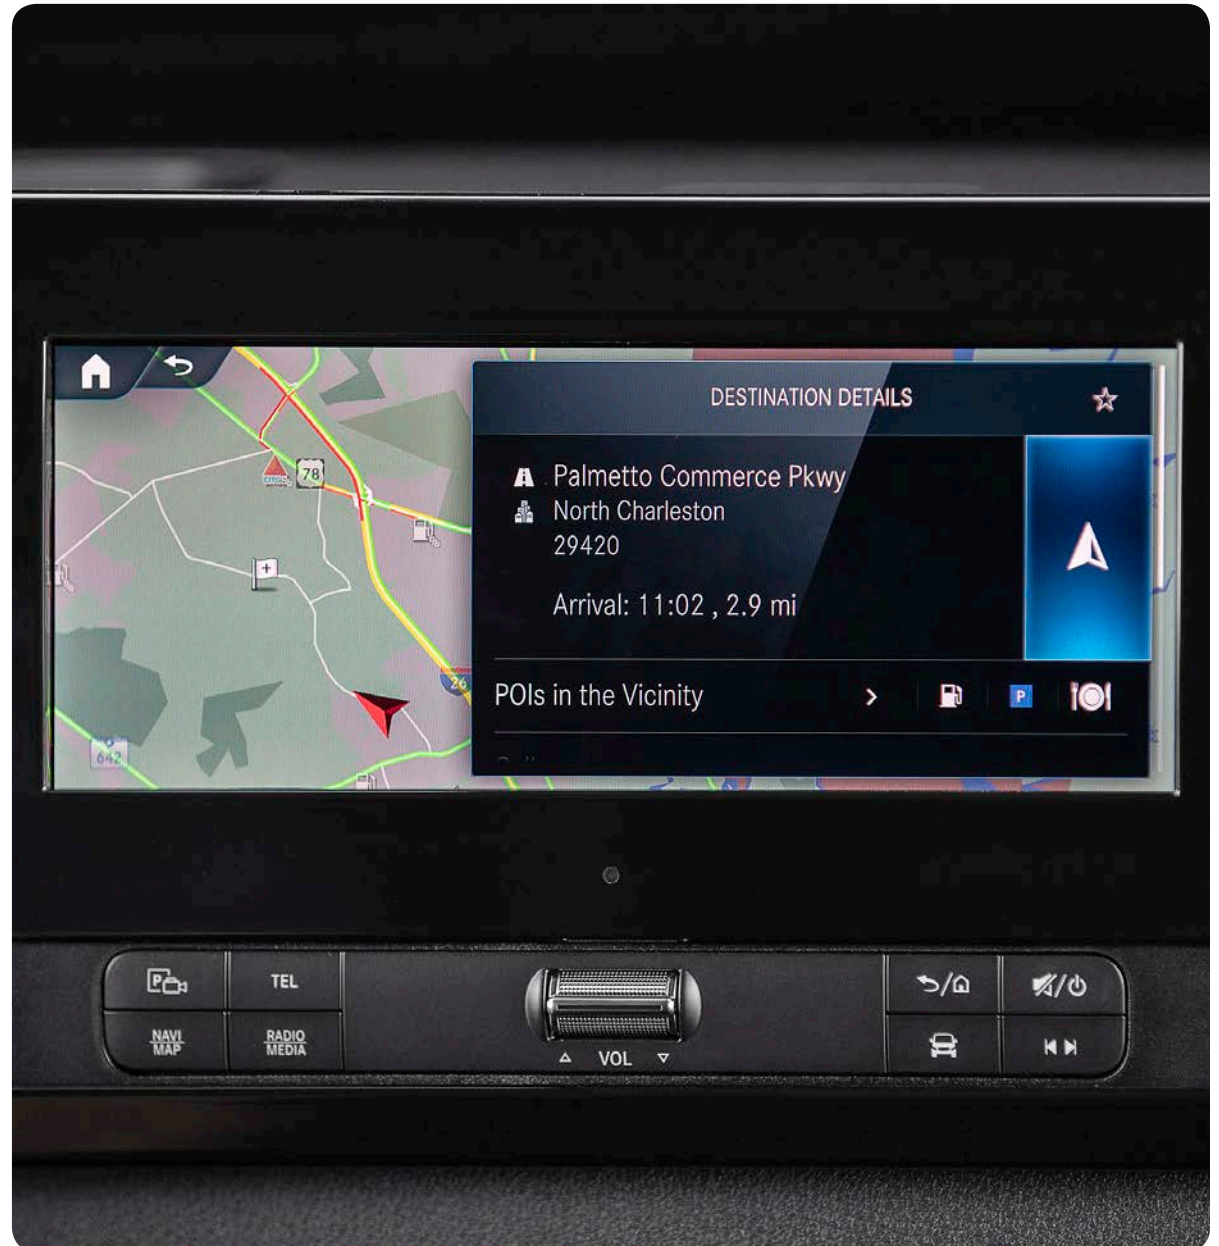 DESTINATION DETAILS
78
Palmetto Commerce Pkwy
North Charleston
29420
Arrival: 11:02 , 2.9 mi
26
POIs in the Vicinity
P
642
P
TEL
NAVI
MAP
RADIO
MEDIA
VOL